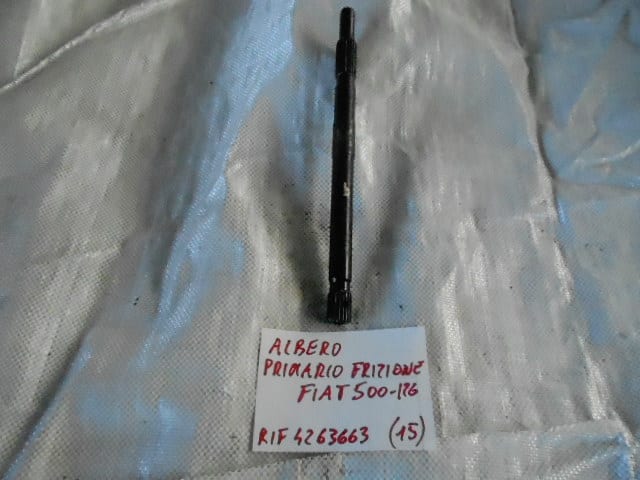 ALBERO
PRIMARIO FRIZIONE
FIAT 500-126
RIF 4263663 (15)